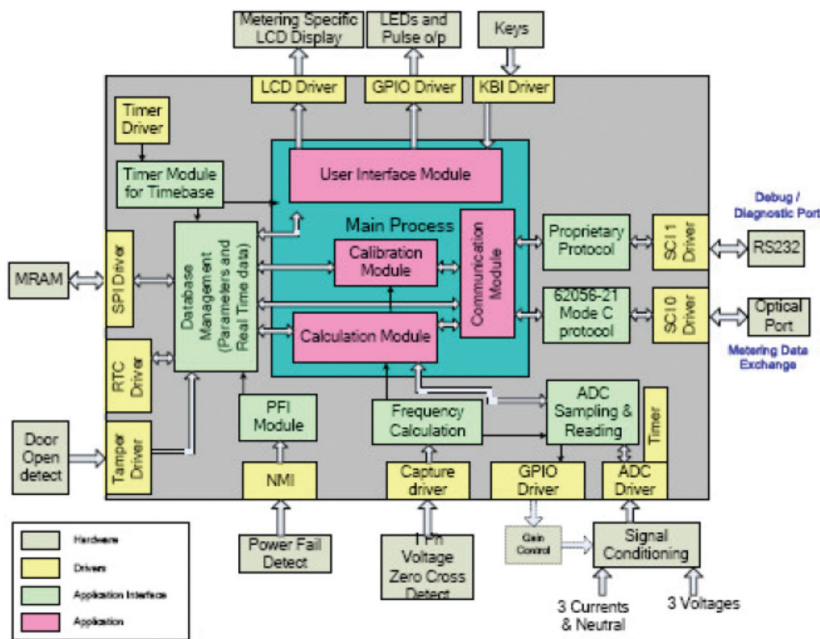 Metering Specific
LCD Display
LEDs and
Pulse o/p
Keys
LCD Driver
GPIO Driver
KBI Driver
Timer
Driver
Timer Module
for Timebase
User Interface Module
Main Process
Debug /
Diagnostic Port
Calibration
Module
Communication
Module
Proprietary
Protocol
SCI 1
Driver
RS232
MRAM
SPI Driver
Database
Management
(Parameters and
Real Time data)
62056-21
Mode C
protocol
SCI 0
Driver
Optical
Port
Calculation Module
Metering Data
Exchange
RTC
Driver
PFI
Module
Frequency
Calculation
ADC
Sampling &
Reading
Timer
Door
Open
detect
Tamper
Driver
NMI
Capture
driver
GPIO
Driver
ADC
Driver
Power Fail
Detect
1 Ph
Voltage
Zero Cross
Detect
Gain
Control
Signal
Conditioning
3 Currents
& Neutral
3 Voltages
Hardware
Drivers
Application Interface
Application